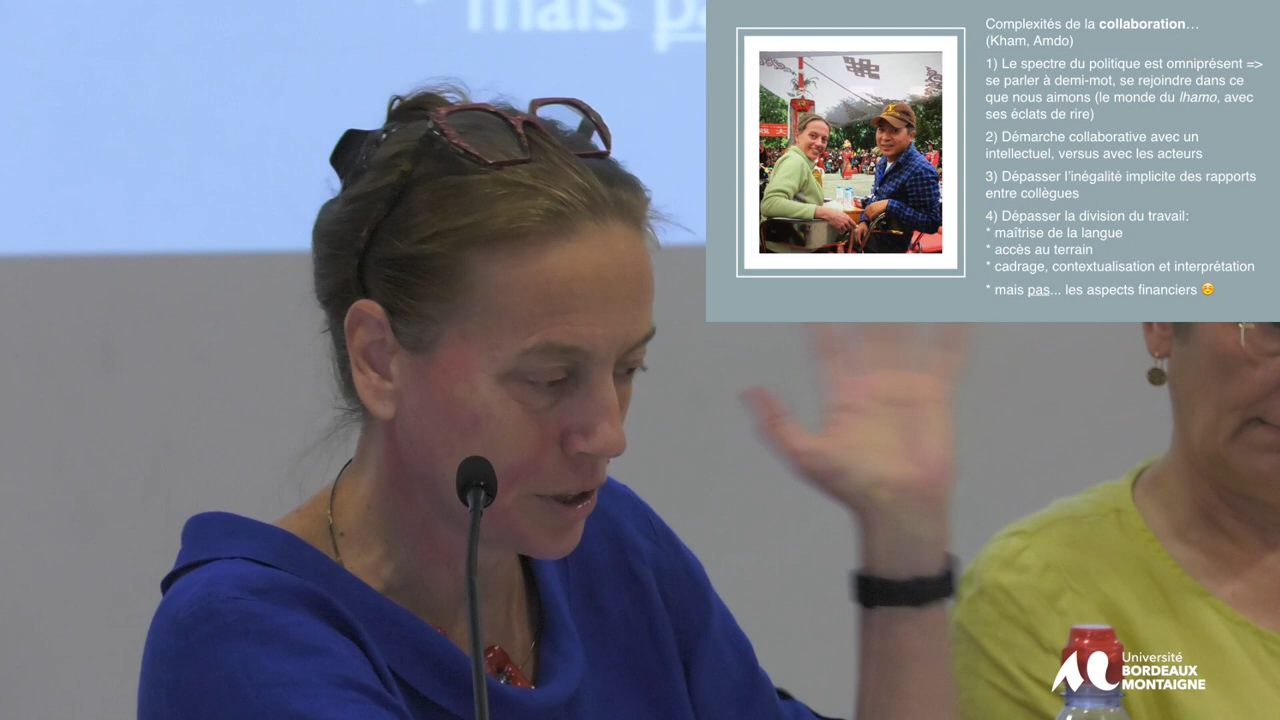 mais pa
Complexités de la collaboration…
(Kham, Amdo)
1) Le spectre du politique est omniprésent =>
se parler à demi-mot, se rejoindre dans ce
que nous aimons (le monde du lhamo, avec
ses éclats de rire)
2) Démarche collaborative avec un
intellectuel, versus avec les acteurs
3) Dépasser l'inégalité implicite des rapports
entre collègues
4) Dépasser la division du travail:
* maîtrise de la langue
* accès au terrain
* cadrage, contextualisation et interprétation
* mais pas... les aspects financiers ☺️
Université
BORDEAUX
MONTAIGNE